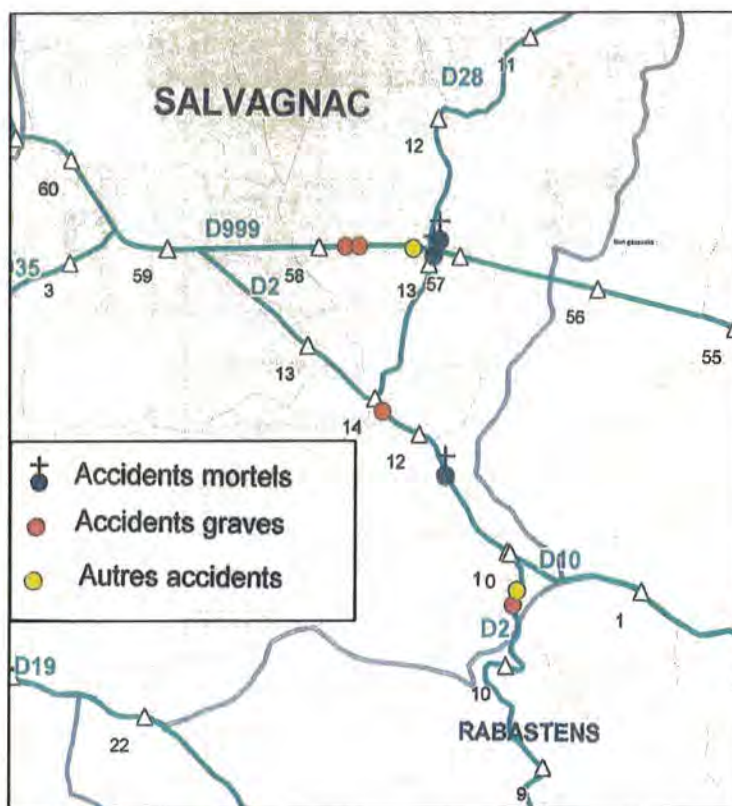 11
D28
SALVAGNAC
12
60
D999
D35
3
59
58
13
57
D2
56
55
13
14
12
Accidents mortels
Accidents graves
Autres accidents
D10
10
1
D2
D19
10
22
RABASTENS
9